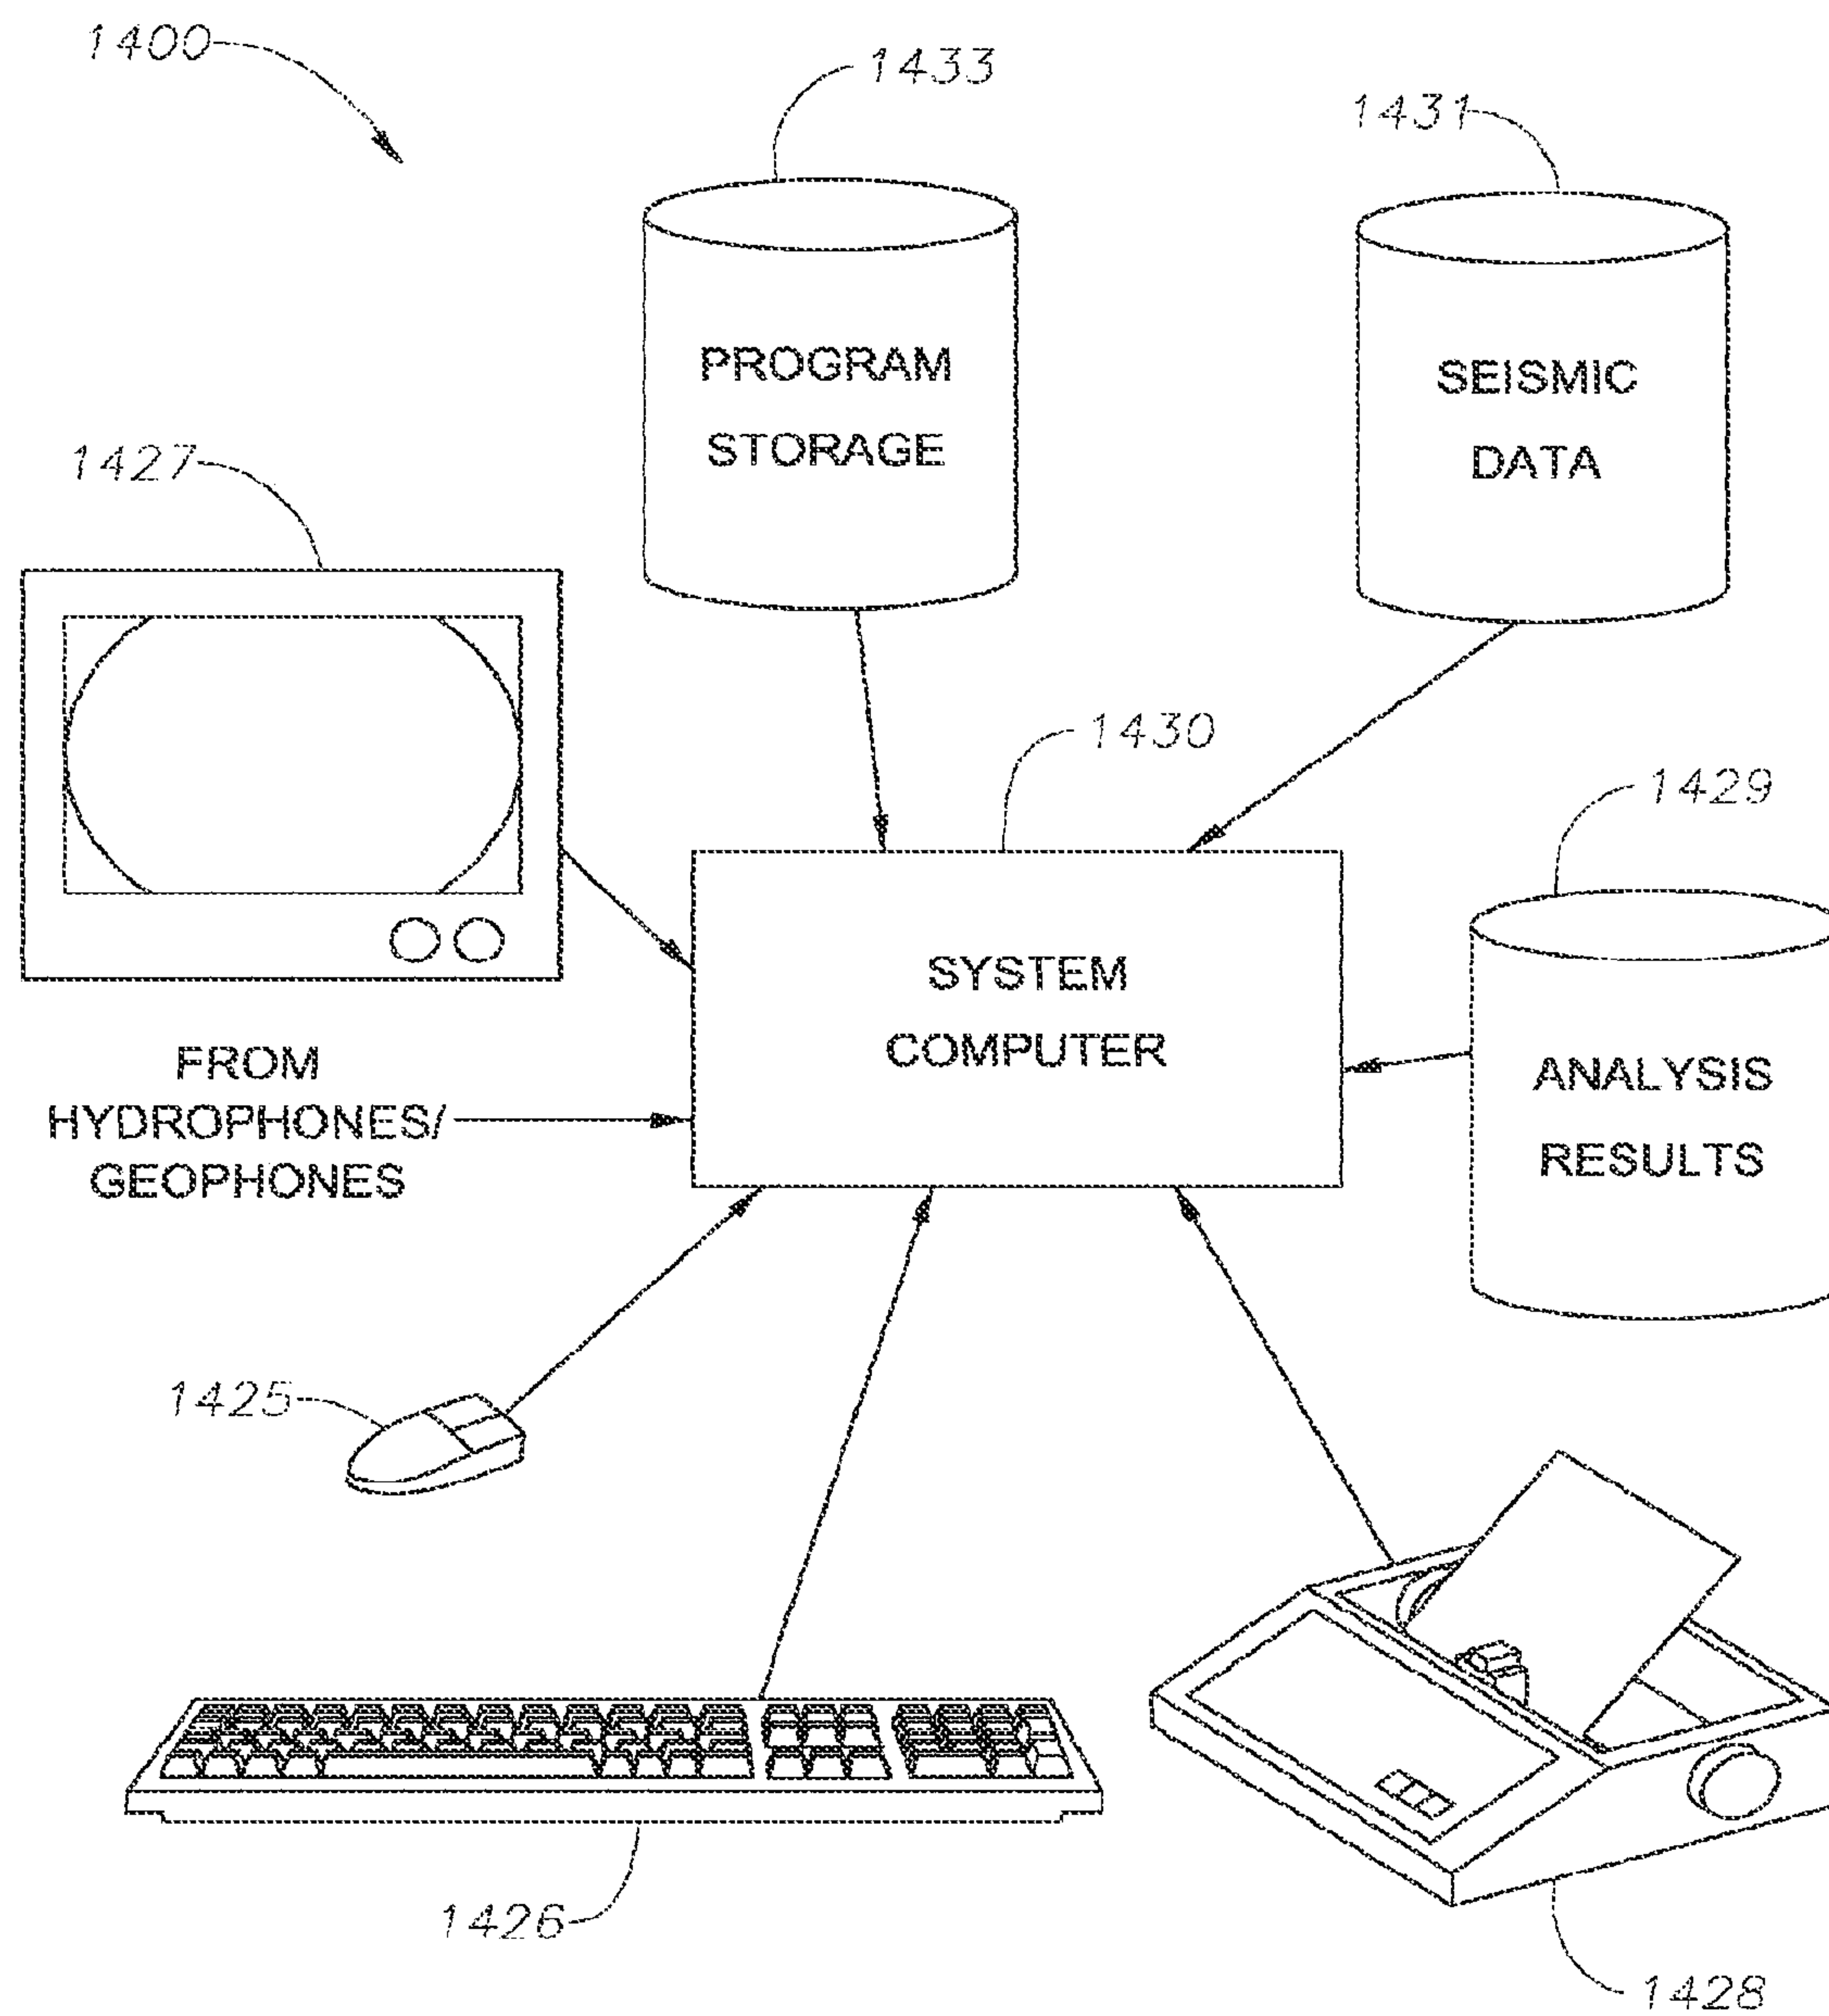 1400
1433
1431
PROGRAM
STORAGE
SEISMIC
DATA
1427
1430
1429
SYSTEM
COMPUTER
FROM
HYDROPHONES/
GEOPHONES
ANALYSIS
RESULTS
1425
1426
1428